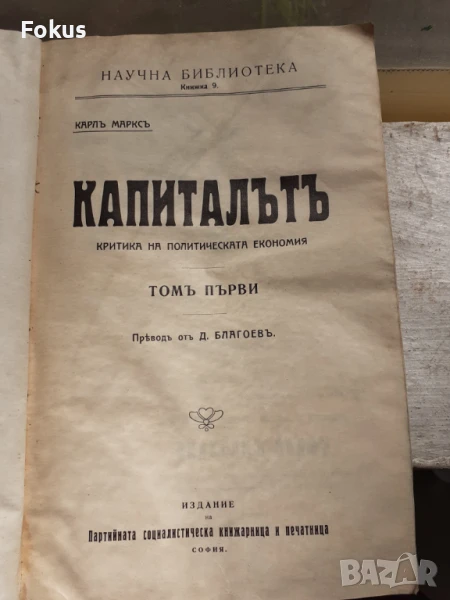 Fokus
НАУЧНА БИБЛИОТЕКА
Книжка 9.
КАРЛЪ МАРКСЪ
КАПИТАЛЪТЪ
КРИТИКА НА ПОЛИТИЧЕСКАТА ЕКОНОМИЯ
ТОМЪ ПЪРВИ
Прѣводъ отъ Д. БЛАГОЕВЪ.
ИЗДАНИЕ
на
Партийната социалистическа книжарница и печатница
СОФИЯ.
BAZAR